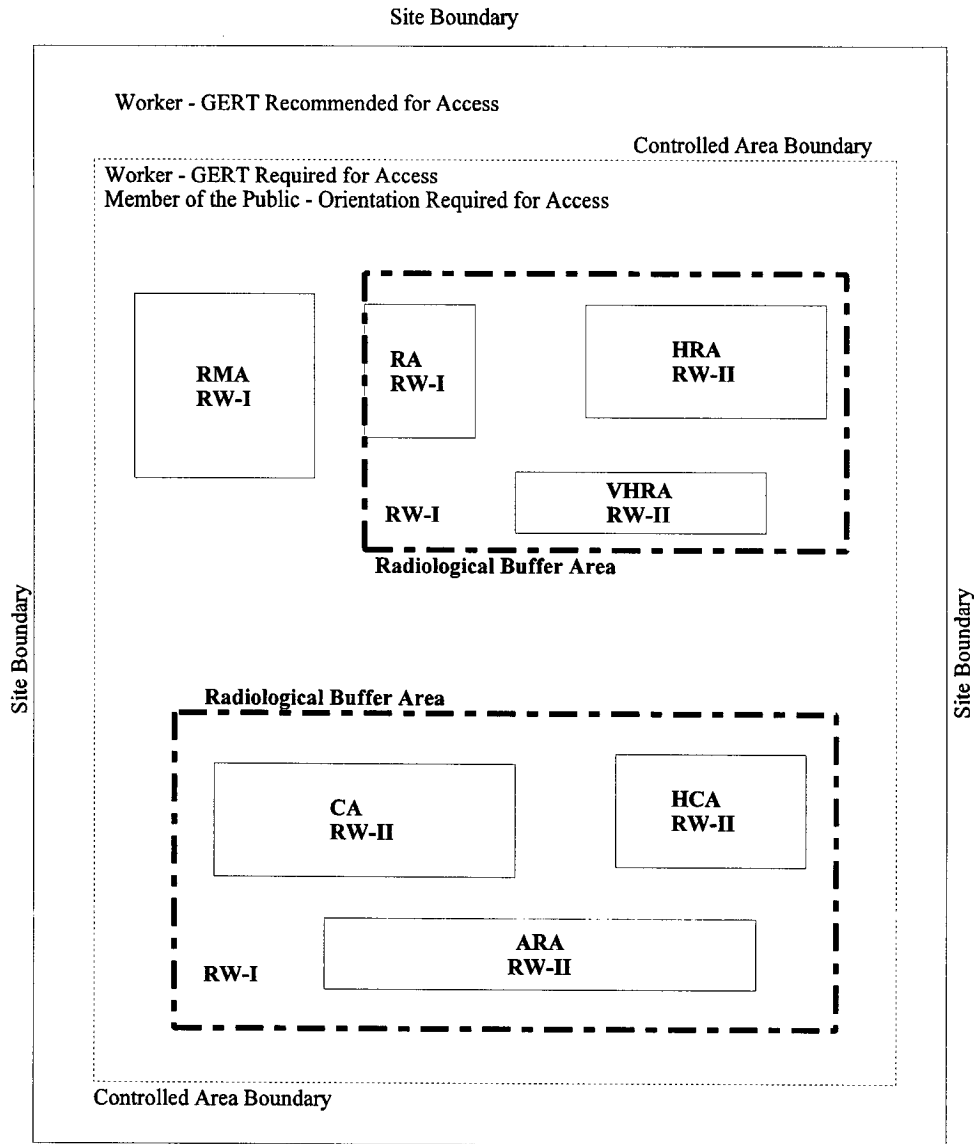 Site Boundary
Worker - GERT Recommended for Access
Controlled Area Boundary
Worker - GERT Required for Access
Member of the Public - Orientation Required for Access
RMA
RW-I
RA
RW-I
HRA
RW-II
VHRA
RW-II
RW-I
Radiological Buffer Area
Site Boundary
Site Boundary
Radiological Buffer Area
CA
RW-II
HCA
RW-II
ARA
RW-II
RW-I
Controlled Area Boundary